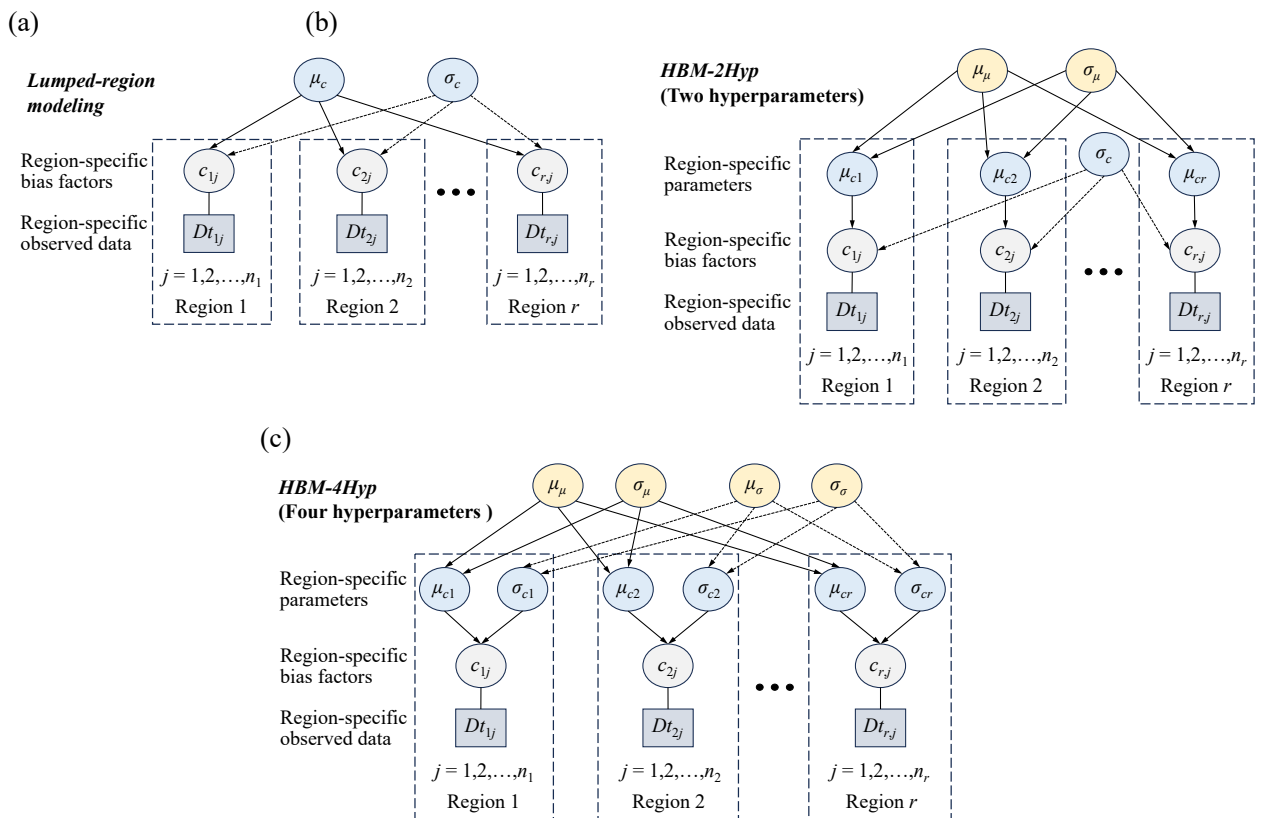 (a)
Lumped-region
modeling
μc
σc
Region-specific
bias factors
c1j
c2j
cr,j
Region-specific
observed data
Dt1j
Dt2j
Dtr,j
j = 1,2,…,n1
j = 1,2,…,n2
j = 1,2,…,nr
Region 1
Region 2
Region r
(b)
HBM-2Hyp
(Two hyperparameters)
μμ
σμ
σc
Region-specific
parameters
μc1
μc2
μcr
Region-specific
bias factors
c1j
c2j
cr,j
Region-specific
observed data
Dt1j
Dt2j
Dtr,j
j = 1,2,…,n1
j = 1,2,…,n2
j = 1,2,…,nr
Region 1
Region 2
Region r
(c)
HBM-4Hyp
(Four hyperparameters )
μμ
σμ
μσ
σσ
Region-specific
parameters
μc1
σc1
μc2
σc2
μcr
σcr
Region-specific
bias factors
c1j
c2j
cr,j
Region-specific
observed data
Dt1j
Dt2j
Dtr,j
j = 1,2,…,n1
j = 1,2,…,n2
j = 1,2,…,nr
Region 1
Region 2
Region r